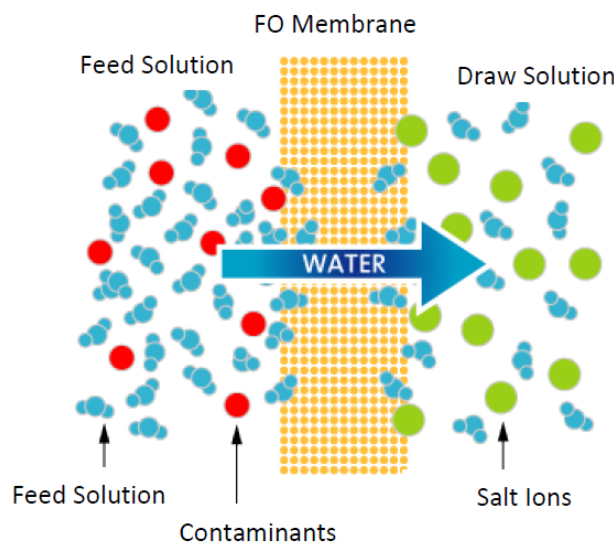 FO Membrane
Feed Solution
Draw Solution
WATER
Feed Solution
Salt Ions
Contaminants